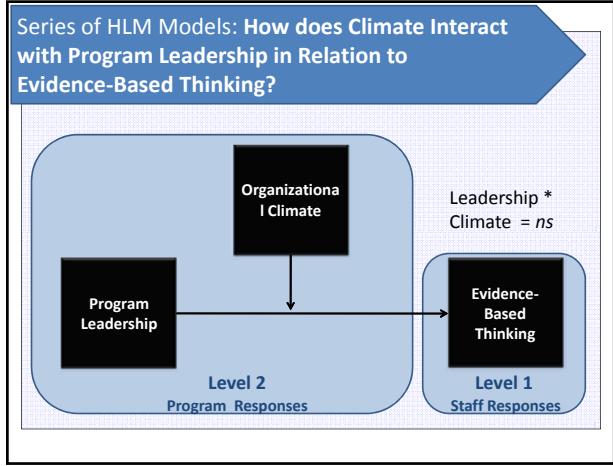 Series of HLM Models: How does Climate Interact
with Program Leadership in Relation to
Evidence-Based Thinking?
Organizationa
l Climate
Leadership *
Climate = ns
Program
Leadership
Evidence-
Based
Thinking
Level 2
Program Responses
Level 1
Staff Responses